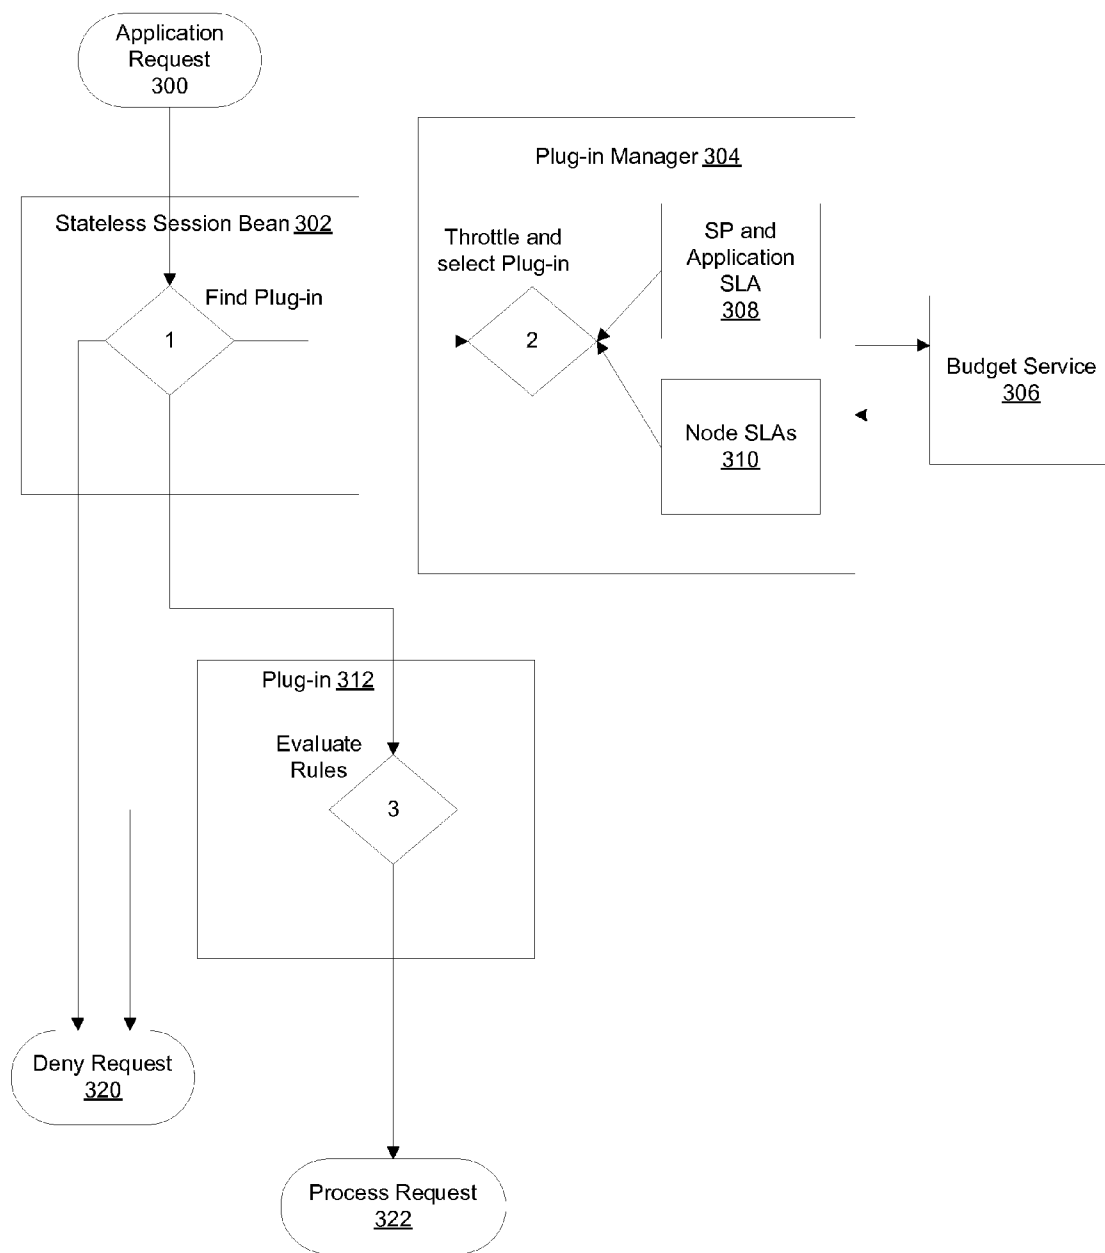 Application
Request
300
Plug-in Manager 304
Stateless Session Bean 302
Find Plug-in
1
Throttle and
select Plug-in
2
SP and
Application
SLA
308
Node SLAs
310
Budget Service
306
Plug-in 312
Evaluate
Rules
3
Deny Request
320
Process Request
322